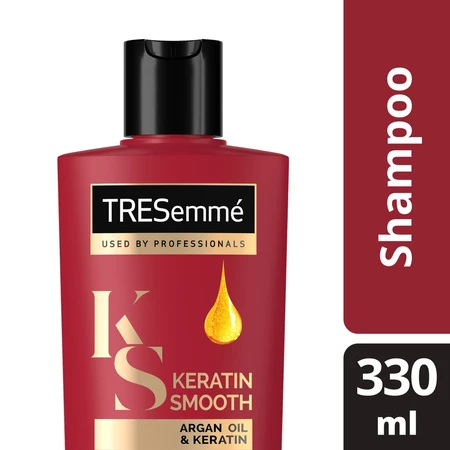 TRESemmé
USED BY PROFESSIONALS
KS
KERATIN
SMOOTH
ARGAN OIL
& KERATIN
Shampoo
330
ml